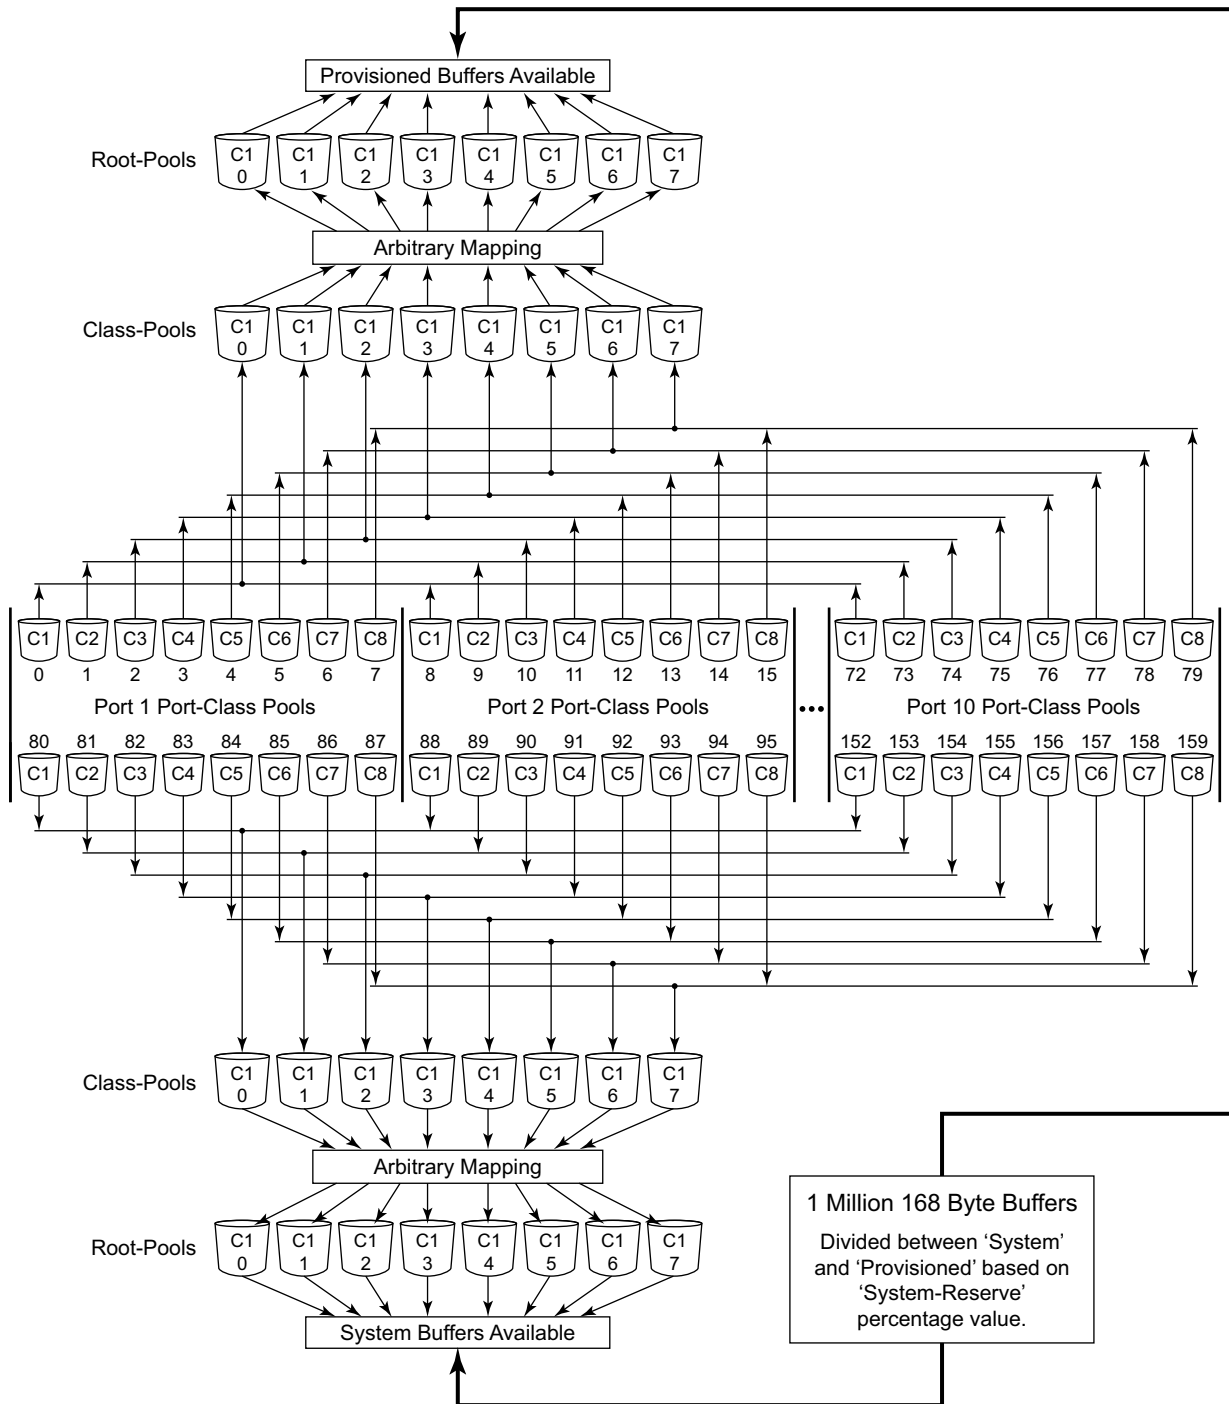 Provisioned Buffers Available
Root-Pools
C1 C1 C1 C1 C1 C1 C1 C1
0 1 2 3 4 5 6 7
Arbitrary Mapping
Class-Pools
C1 C1 C1 C1 C1 C1 C1 C1
0 1 2 3 4 5 6 7
C1 C2 C3 C4 C5 C6 C7 C8 C1 C2 C3 C4 C5 C6 C7 C8 C1 C2 C3 C4 C5 C6 C7 C8
0 1 2 3 4 5 6 7 8 9 10 11 12 13 14 15 72 73 74 75 76 77 78 79
Port 1 Port-Class Pools Port 2 Port-Class Pools ••• Port 10 Port-Class Pools
80 81 82 83 84 85 86 87 88 89 90 91 92 93 94 95 152 153 154 155 156 157 158 159
C1 C2 C3 C4 C5 C6 C7 C8 C1 C2 C3 C4 C5 C6 C7 C8 C1 C2 C3 C4 C5 C6 C7 C8
Class-Pools
C1 C1 C1 C1 C1 C1 C1 C1
0 1 2 3 4 5 6 7
Arbitrary Mapping
Root-Pools
C1 C1 C1 C1 C1 C1 C1 C1
0 1 2 3 4 5 6 7
System Buffers Available
1 Million 168 Byte Buffers
Divided between ‘System’
and ‘Provisioned’ based on
‘System-Reserve’
percentage value.